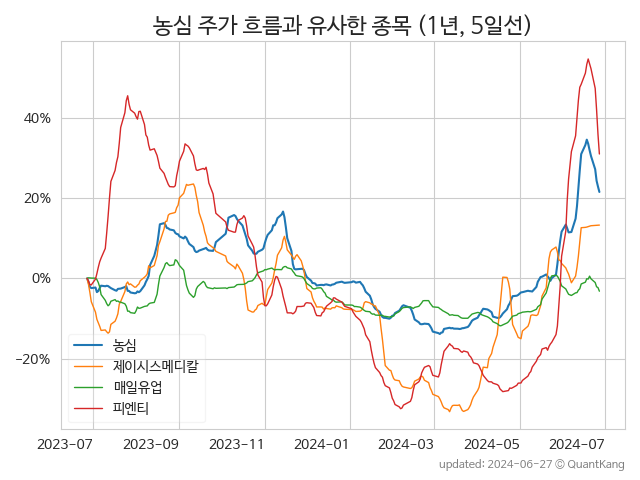 농심 주가 흐름과 유사한 종목 (1년, 5일선)
40%
20%
0%
−20%
농심
제이시스메디칼
매일유업
피엔티
2023-07 2023-09 2023-11 2024-01 2024-03 2024-05 2024-07
updated: 2024-06-27 © QuantKang